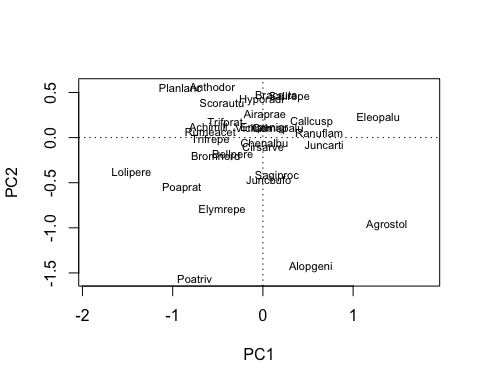 Planlanc
Anthodor
Scorautu
Hyporadi
Salirepe
Airaprae
Eleopalu
Trifprat
Callcusp
Achimill
Rumeacet
Ranuflam
Trifrepe
Chenalbu
Juncarti
Cirsarve
Bellpere
Bromhord
Lolipere
Sagiproc
Juncbufo
Poaprat
Elymrepe
Agrostol
Alopgeni
Poatriv
0.5
0.0
-0.5
-1.0
-1.5
PC2
-2 -1 0 1
PC1